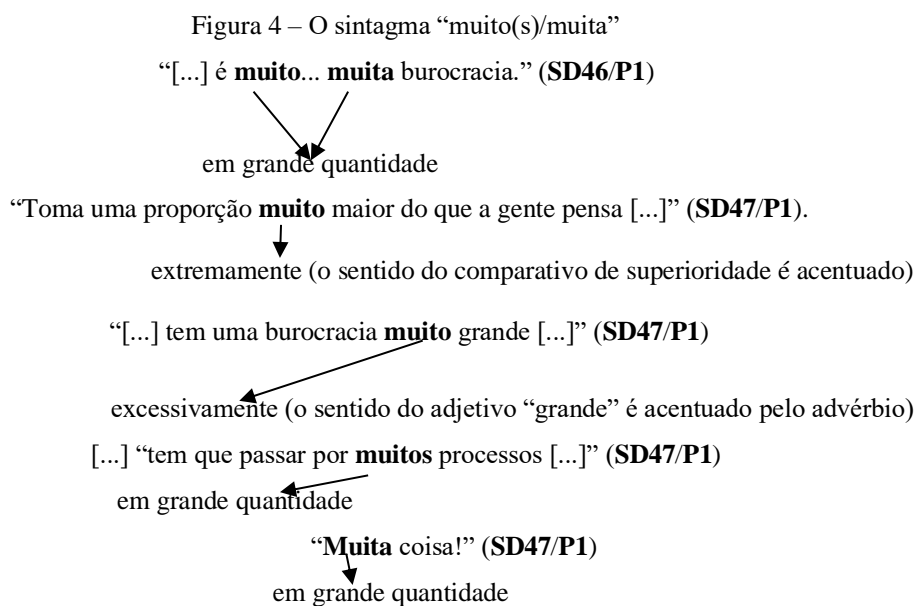 Figura 4 – O sintagma “muito(s)/muita”
“[...] é muito... muita burocracia.” (SD46/P1)
em grande quantidade
“Toma uma proporção muito maior do que a gente pensa [...]” (SD47/P1).
extremamente (o sentido do comparativo de superioridade é acentuado)
“[...] tem uma burocracia muito grande [...]” (SD47/P1)
excessivamente (o sentido do adjetivo “grande” é acentuado pelo advérbio)
[...] “tem que passar por muitos processos [...]” (SD47/P1)
em grande quantidade
“Muita coisa!” (SD47/P1)
em grande quantidade